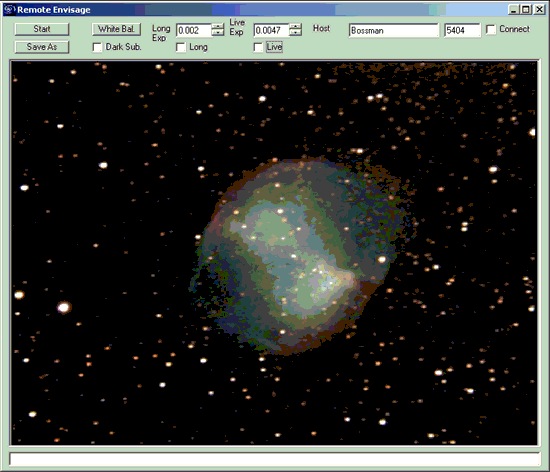 Remote Envisage
Start White Bal. Long Exp 0.002 Live Exp 0.0047 Host Bossman 5404 Connect
Save As Dark Sub. Long Live